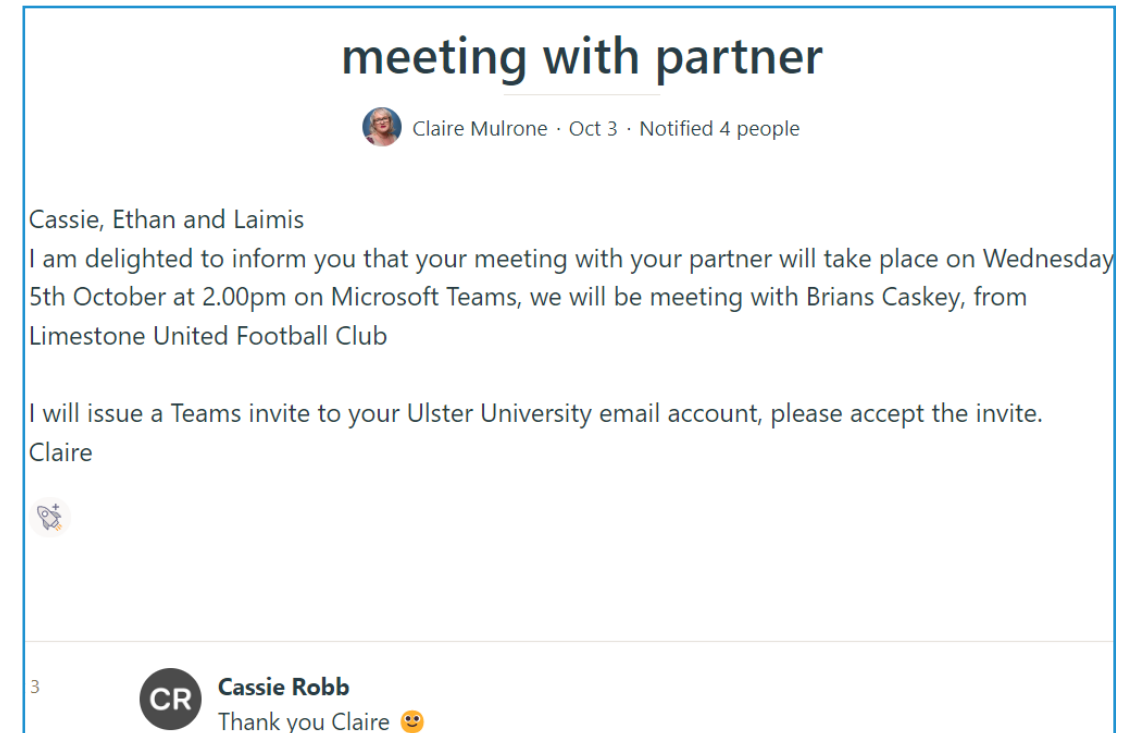 meeting with partner
Claire Mulrone · Oct 3 · Notified 4 people
Cassie, Ethan and Laimis
I am delighted to inform you that your meeting with your partner will take place on Wednesday
5th October at 2.00pm on Microsoft Teams, we will be meeting with Brians Caskey, from
Limestone United Football Club
I will issue a Teams invite to your Ulster University email account, please accept the invite.
Claire
3
CR
Cassie Robb
Thank you Claire 🙂